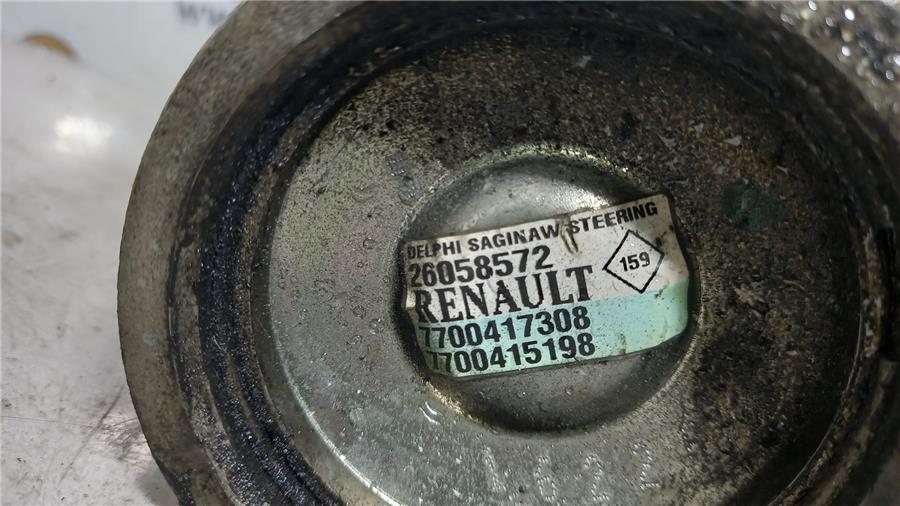 DELPHI SAGINAW STEERING
26058572
159
RENAULT
7700417308
7700415198